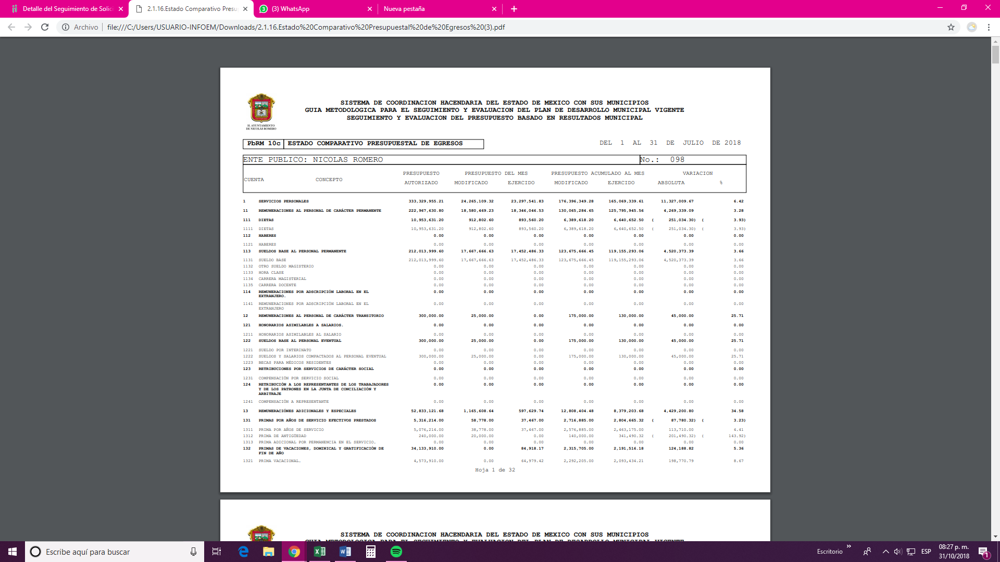 Detalle del Seguimiento de Solici
2.1.16.Estado Comparativo Presup
(3) WhatsApp
Nueva pestaña
Archivo
file:///C:/Users/USUARIO-INFOEM/Downloads/2.1.16.Estado%20Comparativo%20Presupuestal%20de%20Egresos%20(3).pdf
H. AYUNTAMIENTO
DE NICOLAS ROMERO
SISTEMA DE COORDINACION HACENDARIA DEL ESTADO DE MEXICO CON SUS MUNICIPIOS
GUIA METODOLOGICA PARA EL SEGUIMIENTO Y EVALUACION DEL PLAN DE DESARROLLO MUNICIPAL VIGENTE
SEGUIMIENTO Y EVALUACION DEL PRESUPUESTO BASADO EN RESULTADOS MUNICIPAL
PbRM 10c ESTADO COMPARATIVO PRESUPUESTAL DE EGRESOS DEL 1 AL 31 DE JULIO DE 2018
ENTE PUBLICO: NICOLAS ROMERO No.: 098
PRESUPUESTO PRESUPUESTO DEL MES PRESUPUESTO ACUMULADO AL MES VARIACION
CUENTA CONCEPTO
AUTORIZADO MODIFICADO EJERCIDO MODIFICADO EJERCIDO ABSOLUTA %
1 SERVICIOS PERSONALES 333,329,955.21 24,265,109.32 23,297,541.83 176,396,349.28 165,069,339.61 11,327,009.67 6.42
11 REMUNERACIONES AL PERSONAL DE CARÁCTER PERMANENTE 222,967,630.80 18,580,469.23 18,346,046.53 130,065,284.65 125,795,945.56 4,269,339.09 3.28
111 DIETAS 10,953,631.20 912,802.60 893,560.20 6,389,618.20 6,640,652.50 ( 251,034.30) ( 3.93)
1111 DIETAS 10,953,631.20 912,802.60 893,560.20 6,389,618.20 6,640,652.50 ( 251,034.30) ( 3.93)
112 HABERES 0.00 0.00 0.00 0.00 0.00 0.00 0.00
1121 HABERES 0.00 0.00 0.00 0.00 0.00 0.00 0.00
113 SUELDOS BASE AL PERSONAL PERMANENTE 212,013,999.60 17,667,666.63 17,452,486.33 123,675,666.45 119,155,293.06 4,520,373.39 3.66
1131 SUELDO BASE 212,013,999.60 17,667,666.63 17,452,486.33 123,675,666.45 119,155,293.06 4,520,373.39 3.66
1132 OTRO SUELDO MAGISTERIO 0.00 0.00 0.00 0.00 0.00 0.00 0.00
1133 HORA CLASE 0.00 0.00 0.00 0.00 0.00 0.00 0.00
1134 CARRERA MAGISTERIAL 0.00 0.00 0.00 0.00 0.00 0.00 0.00
1135 CARRERA DOCENTE 0.00 0.00 0.00 0.00 0.00 0.00 0.00
114 REMUNERACIONES POR ADSCRIPCIÓN LABORAL EN EL 0.00 0.00 0.00 0.00 0.00 0.00 0.00
EXTRANJERO.
1141 REMUNERACIONES POR ADSCRIPCIÓN LABORAL EN EL 0.00 0.00 0.00 0.00 0.00 0.00 0.00
EXTRANJERO
12 REMUNERACIONES AL PERSONAL DE CARÁCTER TRANSITORIO 300,000.00 25,000.00 0.00 175,000.00 130,000.00 45,000.00 25.71
121 HONORARIOS ASIMILABLES A SALARIOS. 0.00 0.00 0.00 0.00 0.00 0.00 0.00
1211 HONORARIOS ASIMILABLES AL SALARIO 0.00 0.00 0.00 0.00 0.00 0.00 0.00
122 SUELDOS BASE AL PERSONAL EVENTUAL 300,000.00 25,000.00 0.00 175,000.00 130,000.00 45,000.00 25.71
1221 SUELDO POR INTERINATO 0.00 0.00 0.00 0.00 0.00 0.00 0.00
1222 SUELDOS Y SALARIOS COMPACTADOS AL PERSONAL EVENTUAL 300,000.00 25,000.00 0.00 175,000.00 130,000.00 45,000.00 25.71
1223 BECAS PARA MÉDICOS RESIDENTES 0.00 0.00 0.00 0.00 0.00 0.00 0.00
123 RETRIBUCIONES POR SERVICIOS DE CARÁCTER SOCIAL 0.00 0.00 0.00 0.00 0.00 0.00 0.00
1231 COMPENSACIÓN POR SERVICIO SOCIAL 0.00 0.00 0.00 0.00 0.00 0.00 0.00
124 RETRIBUCIÓN A LOS REPRESENTANTES DE LOS TRABAJADORES 0.00 0.00 0.00 0.00 0.00 0.00 0.00
Y DE LOS PATRONES EN LA JUNTA DE CONCILIACIÓN Y
ARBITRAJE
1241 COMPENSACIÓN A REPRESENTANTE 0.00 0.00 0.00 0.00 0.00 0.00 0.00
13 REMUNERACIÓNES ADICIONALES Y ESPECIALES 52,833,121.68 1,165,608.64 597,629.74 12,808,404.48 8,379,203.68 4,429,200.80 34.58
131 PRIMAS POR AÑOS DE SERVICIO EFECTIVOS PRESTADOS 5,316,214.00 58,778.00 37,467.00 2,716,885.00 2,804,665.32 ( 87,780.32) ( 3.23)
1311 PRIMA POR AÑOS DE SERVICIO 5,076,214.00 38,778.00 37,467.00 2,576,885.00 2,463,175.00 113,710.00 4.41
1312 PRIMA DE ANTIGÜEDAD 240,000.00 20,000.00 0.00 140,000.00 341,490.32 ( 201,490.32) ( 143.92)
1313 PRIMA ADICIONAL POR PERMANENCIA EN EL SERVICIO. 0.00 0.00 0.00 0.00 0.00 0.00 0.00
132 PRIMAS DE VACACIONES, DOMINICAL Y GRATIFICACIÓN DE 34,133,910.00 0.00 84,918.17 2,315,705.00 2,191,516.18 124,188.82 5.36
FIN DE AÑO
1321 PRIMA VACACIONAL. 4,573,910.00 0.00 64,979.42 2,292,205.00 2,093,434.21 198,770.79 8.67
Hoja 1 de 32
SISTEMA DE COORDINACION HACENDARIA DEL ESTADO DE MEXICO CON SUS MUNICIPIOS
GUIA METODOLOGICA PARA EL SEGUIMIENTO Y EVALUACION DEL PLAN DE DESARROLLO MUNICIPAL VIGENTE
Escribe aquí para buscar
Escritorio
ESP
08:27 p. m.
31/10/2018
1